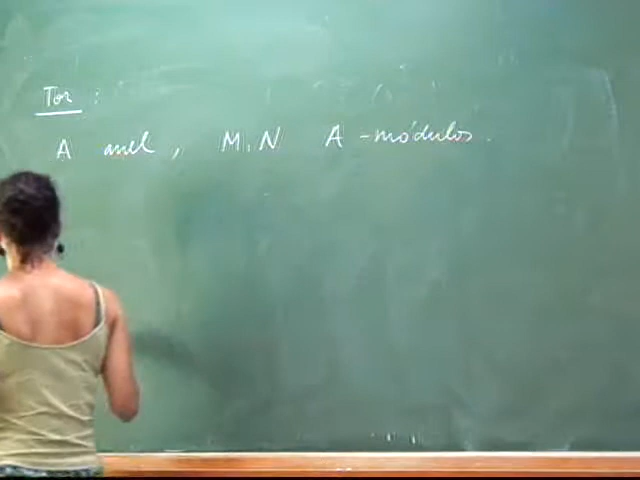 Tor :
A anel, M, N A-módulos.